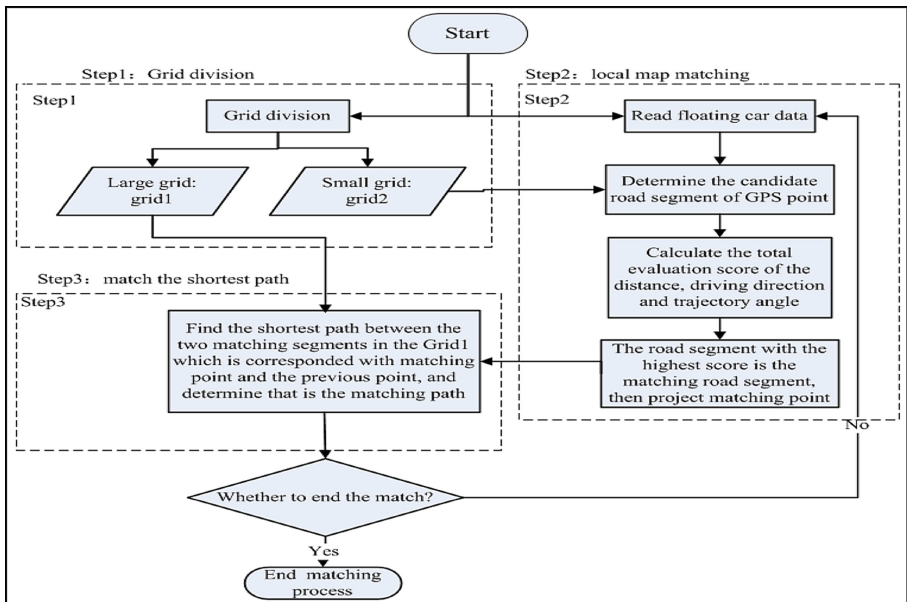 Start
Step1：Grid division
Step1
Grid division
Large grid:
grid1
Small grid:
grid2
Step2：local map matching
Step2
Read floating car data
Determine the candidate
road segment of GPS point
Calculate the total
evaluation score of the
distance, driving direction
and trajectory angle
The road segment with the
highest score is the
matching road segment,
then project matching point
Step3：match the shortest path
Step3
Find the shortest path between the
two matching segments in the Grid1
which is corresponded with matching
point and the previous point, and
determine that is the matching path
No
Whether to end the match?
Yes
End matching
process